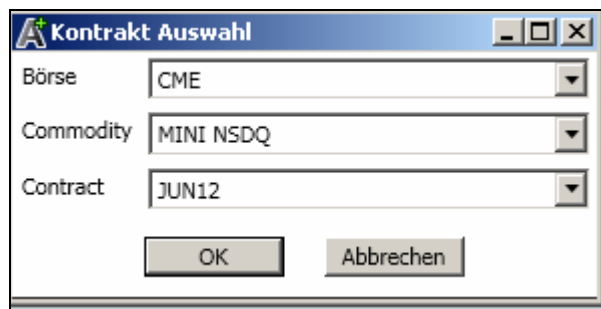 Kontrakt Auswahl
Börse CME
Commodity MINI NSDQ
Contract JUN12
OK Abbrechen